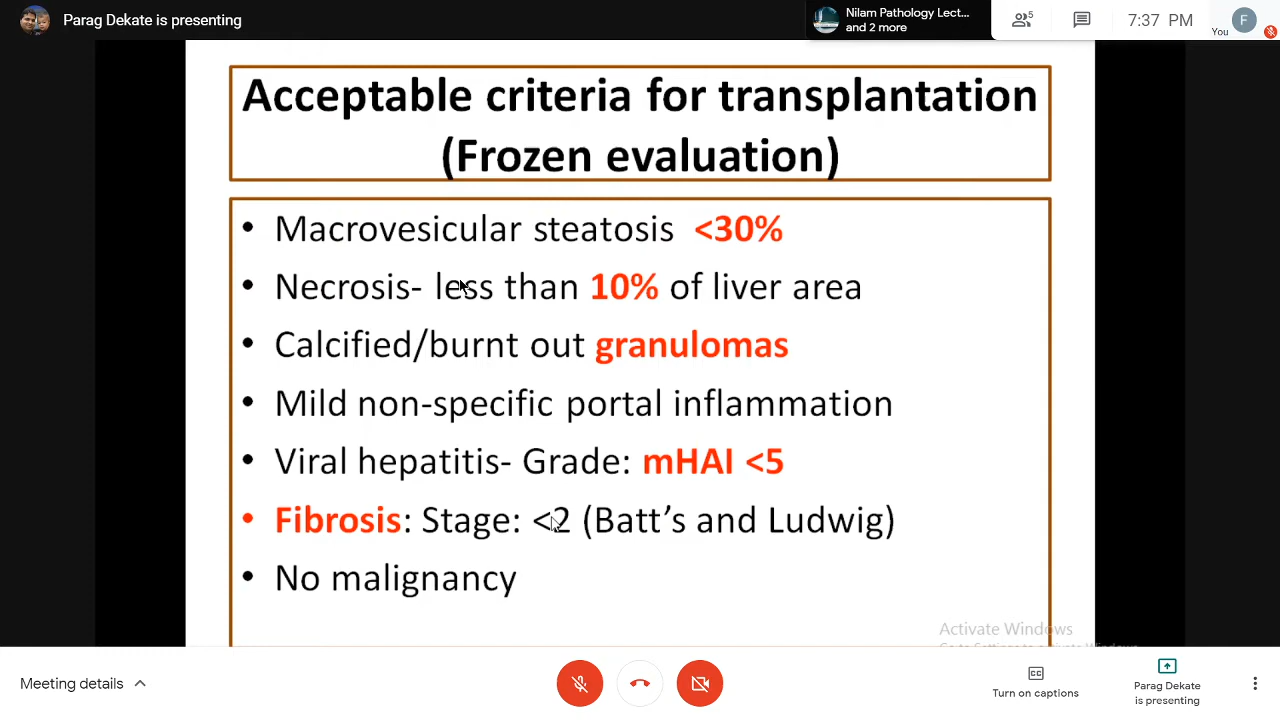 Parag Dekate is presenting
Nilam Pathology Lect...
and 2 more
5
7:37 PM
You
F
Acceptable criteria for transplantation
(Frozen evaluation)
• Macrovesicular steatosis <30%
• Necrosis- less than 10% of liver area
• Calcified/burnt out granulomas
• Mild non-specific portal inflammation
• Viral hepatitis- Grade: mHAI <5
• Fibrosis: Stage: <2 (Batt's and Ludwig)
• No malignancy
Activate Windows
Meeting details
CC
Turn on captions
Parag Dekate
is presenting